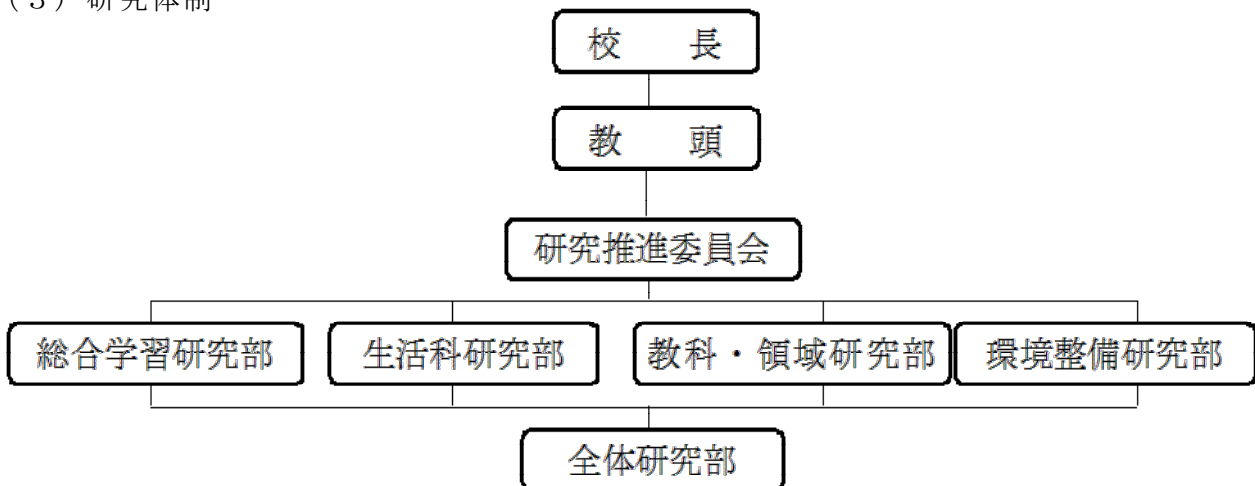 （３）研究体制
校　　長
教　　頭
研究推進委員会
総合学習研究部
生活科研究部
教科・領域研究部
環境整備研究部
全体研究部